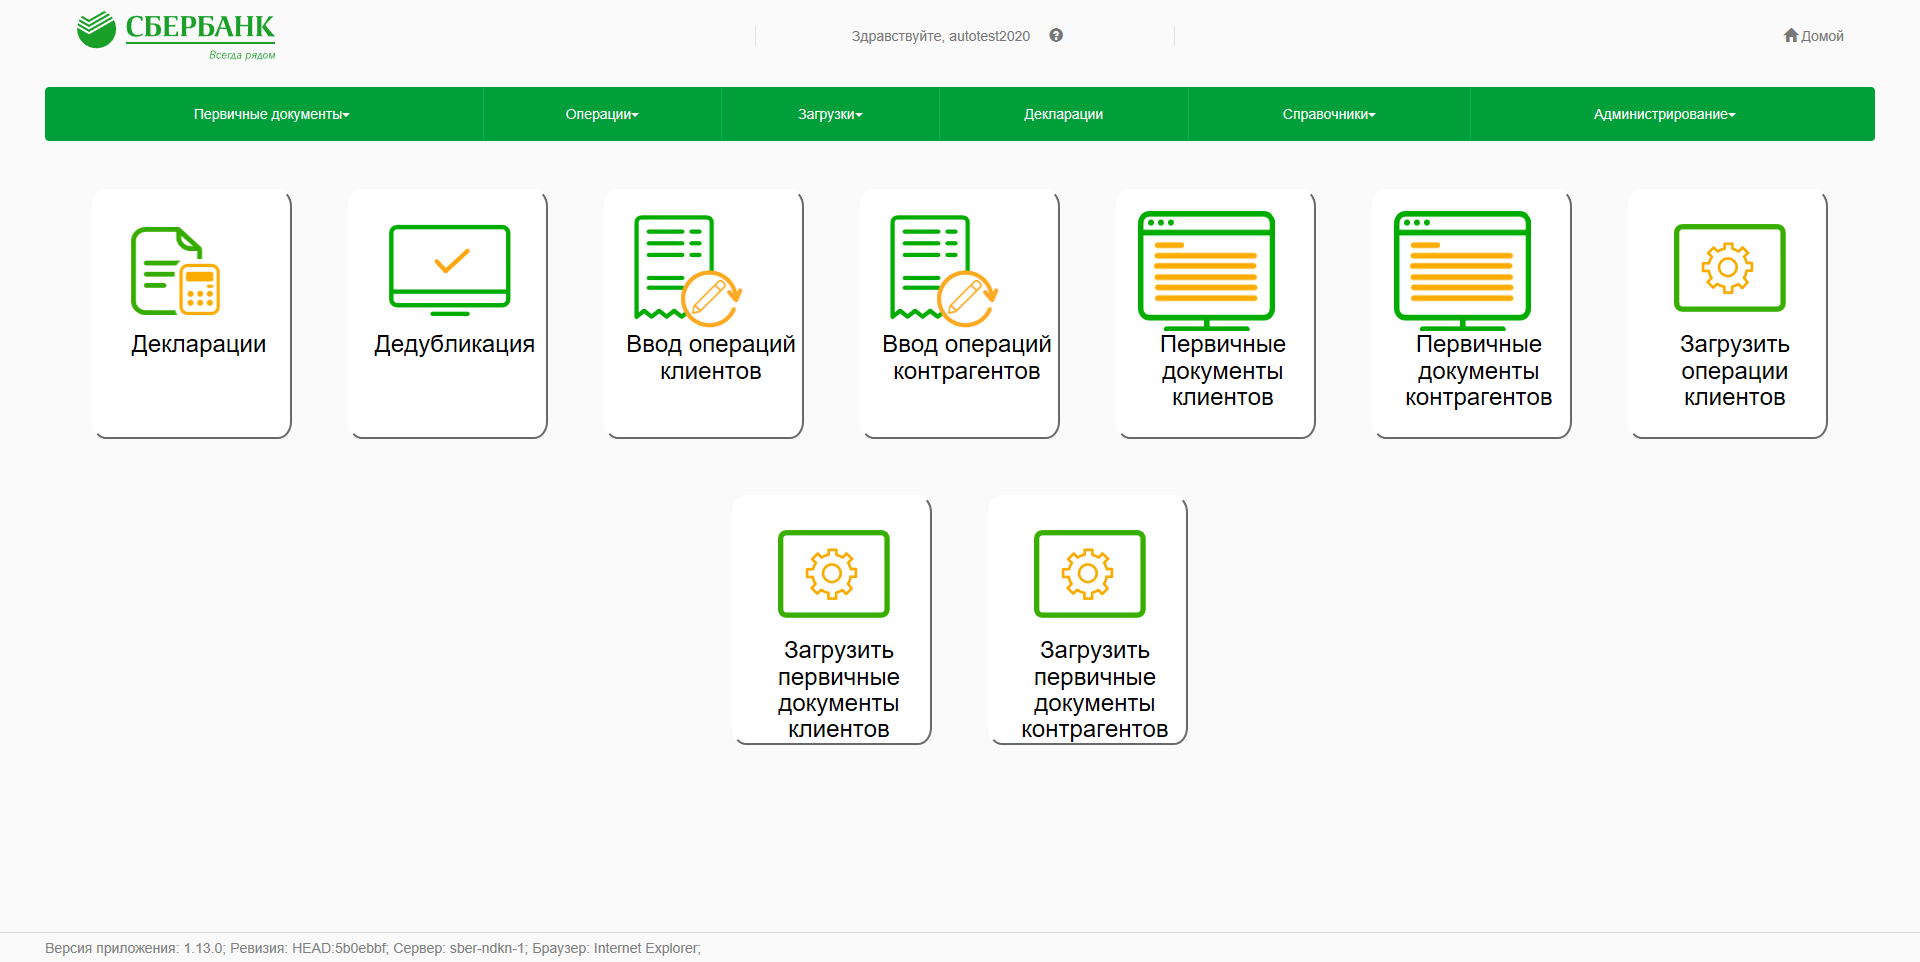 СБЕРБАНК
Всегда рядом
Здравствуйте, autotest2020
Домой
Первичные документы
Операции
Загрузки
Декларации
Справочники
Администрирование
Декларации
Дедубликация
Ввод операций
клиентов
Ввод операций
контрагентов
Первичные
документы
клиентов
Первичные
документы
контрагентов
Загрузить
операции
клиентов
Загрузить
первичные
документы
клиентов
Загрузить
первичные
документы
контрагентов
Версия приложения: 1.13.0; Ревизия: HEAD:5b0ebbf; Сервер: sber-ndkn-1; Браузер: Internet Explorer;